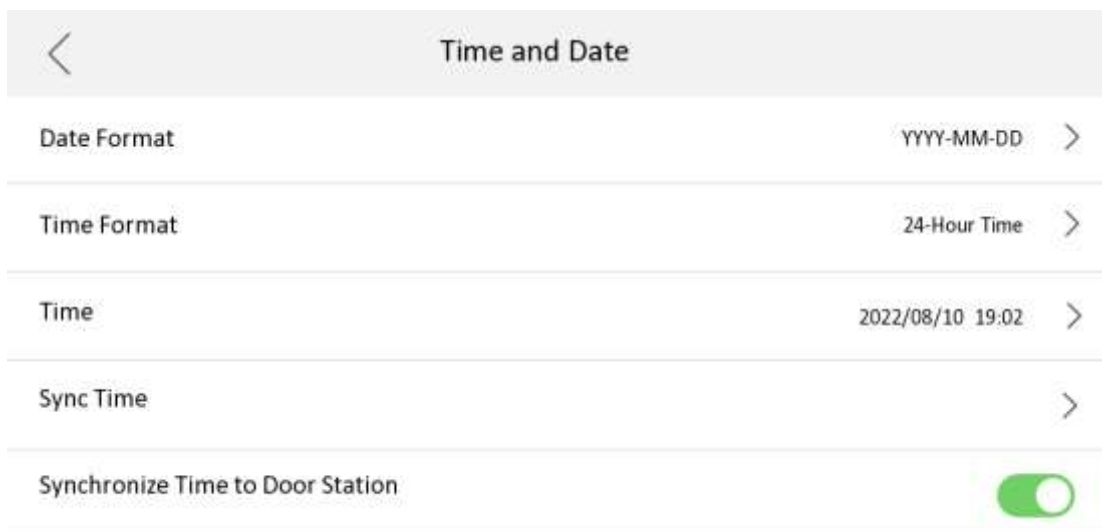 Time and Date
Date Format YYYY-MM-DD
Time Format 24-Hour Time
Time 2022/08/10 19:02
Sync Time
Synchronize Time to Door Station